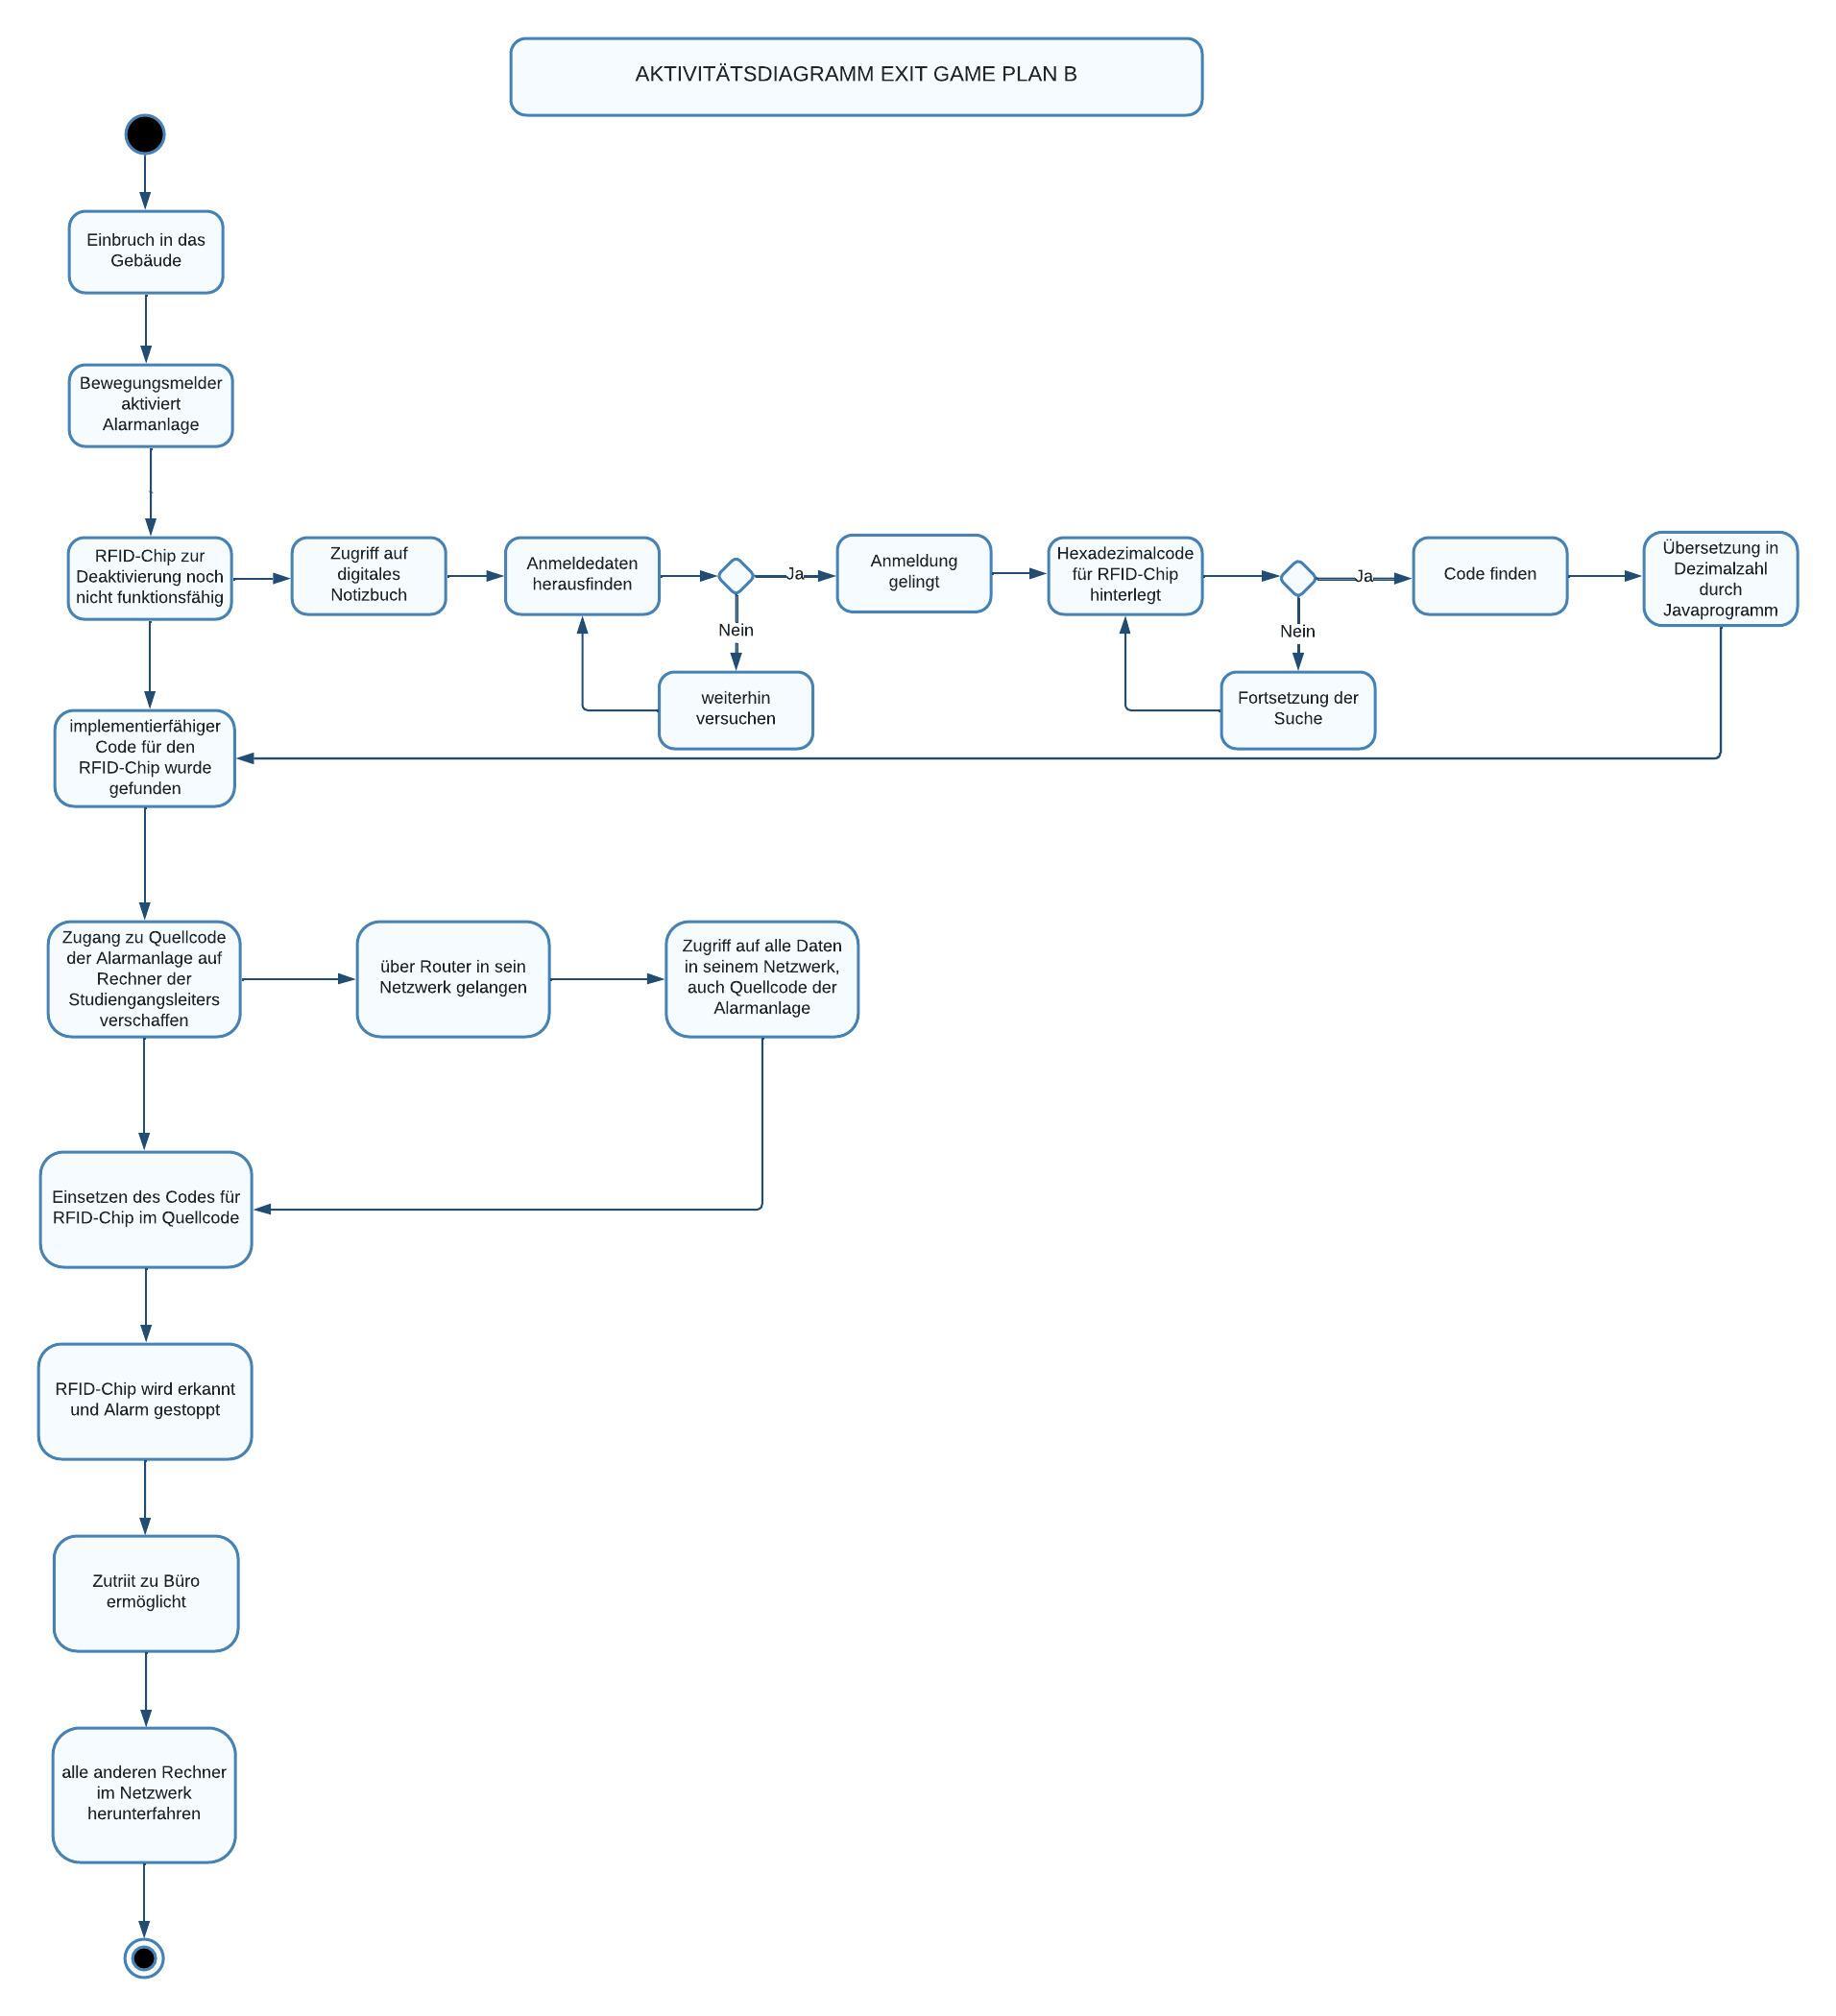 AKTIVITÄTSDIAGRAMM EXIT GAME PLAN B
Einbruch in das
Gebäude
Bewegungsmelder
aktiviert
Alarmanlage
RFID-Chip zur
Deaktivierung noch
nicht funktionsfähig
Zugriff auf
digitales
Notizbuch
Anmeldedaten
herausfinden
Ja
Nein
weiterhin
versuchen
Anmeldung
gelingt
Hexadezimalcode
für RFID-Chip
hinterlegt
Ja
Nein
Fortsetzung der
Suche
Code finden
Übersetzung in
Dezimalzahl
durch
Javaprogramm
implementierfähiger
Code für den
RFID-Chip wurde
gefunden
Zugang zu Quellcode
der Alarmanlage auf
Rechner der
Studiengangsleiters
verschaffen
über Router in sein
Netzwerk gelangen
Zugriff auf alle Daten
in seinem Netzwerk,
auch Quellcode der
Alarmanlage
Einsetzen des Codes für
RFID-Chip im Quellcode
RFID-Chip wird erkannt
und Alarm gestoppt
Zutriit zu Büro
ermöglicht
alle anderen Rechner
im Netzwerk
herunterfahren